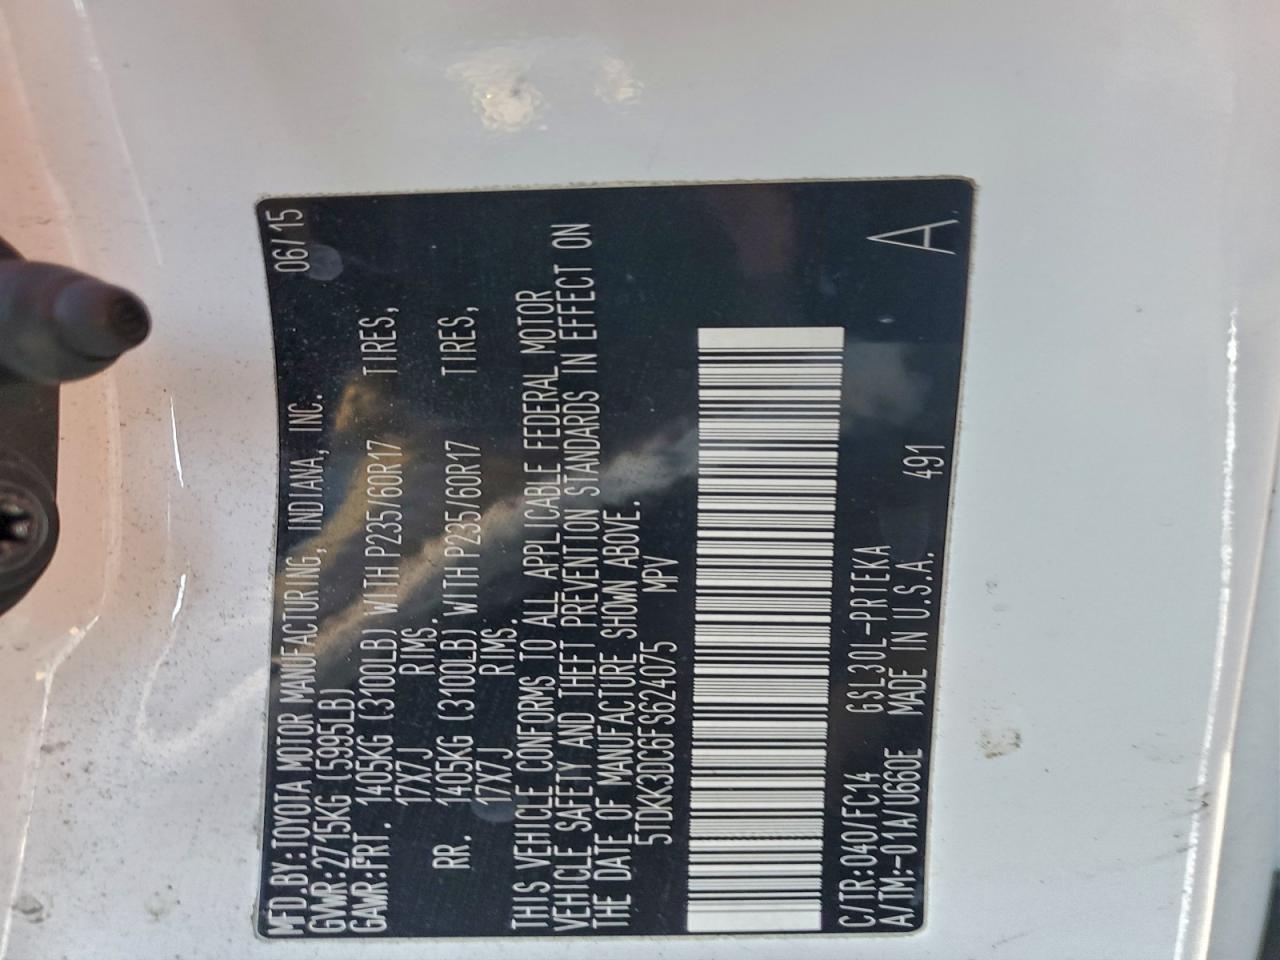 MFD.BY:TOYOTA MOTOR MANUFACTURING, INDIANA, INC. 06/15
GVWR:2715KG (5995LB)
GAWR:FRT. 1405KG (3100LB) WITH P235/60R17 TIRES,
17X7J RIMS.
RR. 1405KG (3100LB) WITH P235/60R17 TIRES,
17X7J RIMS.
THIS VEHICLE CONFORMS TO ALL APPLICABLE FEDERAL MOTOR
VEHICLE SAFETY AND THEFT PREVENTION STANDARDS IN EFFECT ON
THE DATE OF MANUFACTURE SHOWN ABOVE.
5TDKK3DC6FS624075 MPV
C/TR:040/FC14 GSL30L-PRTEKA
A/TM:-01A/U660E MADE IN U.S.A. 491 A